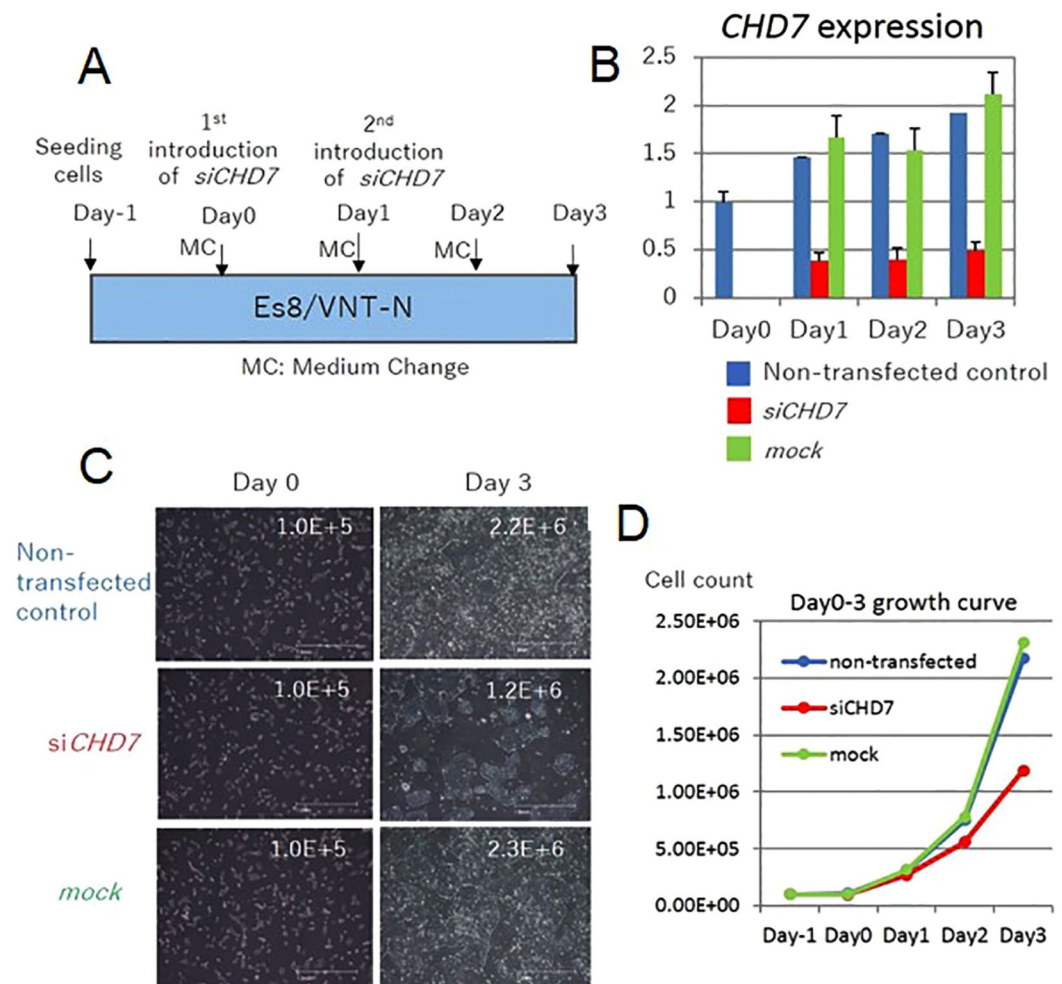 A
Seeding
cells
1st
introduction
of siCHD7
2nd
introduction
of siCHD7
Day-1
Day0
Day1
Day2
Day3
MC
MC
MC
Es8/VNT-N
MC: Medium Change
B
CHD7 expression
2.5
2
1.5
1
0.5
0
Day0 Day1 Day2 Day3
Non-transfected control
siCHD7
mock
C
Day 0
Day 3
Non-
transfected
control
1.0E+5
2.2E+6
siCHD7
1.0E+5
1.2E+6
mock
1.0E+5
2.3E+6
D
Cell count
Day0-3 growth curve
2.50E+06
2.00E+06
1.50E+06
1.00E+06
5.00E+05
0.00E+00
non-transfected
siCHD7
mock
Day-1 Day0 Day1 Day2 Day3